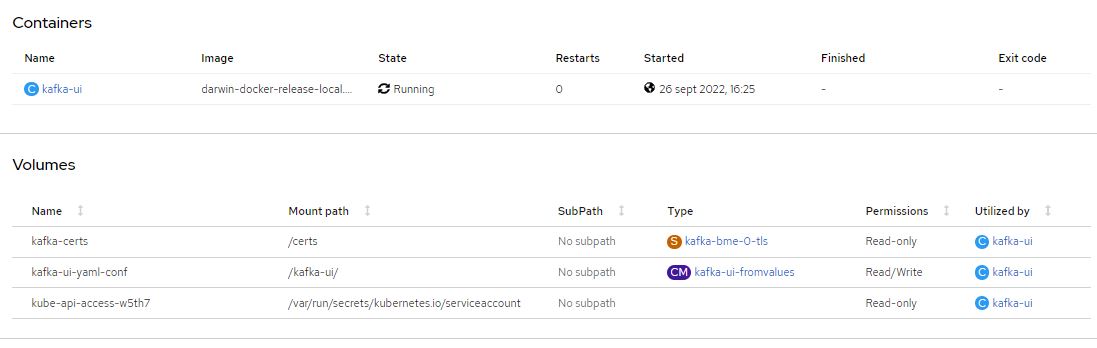 Containers
Name Image State Restarts Started Finished Exit code
C kafka-ui darwin-docker-release-local.... Running 0 26 sept 2022, 16:25 - -
Volumes
Name Mount path SubPath Type Permissions Utilized by
kafka-certs /certs No subpath S kafka-bme-0-tls Read-only C kafka-ui
kafka-ui-yaml-conf /kafka-ui/ No subpath CM kafka-ui-fromvalues Read/Write C kafka-ui
kube-api-access-w5th7 /var/run/secrets/kubernetes.io/serviceaccount No subpath Read-only C kafka-ui